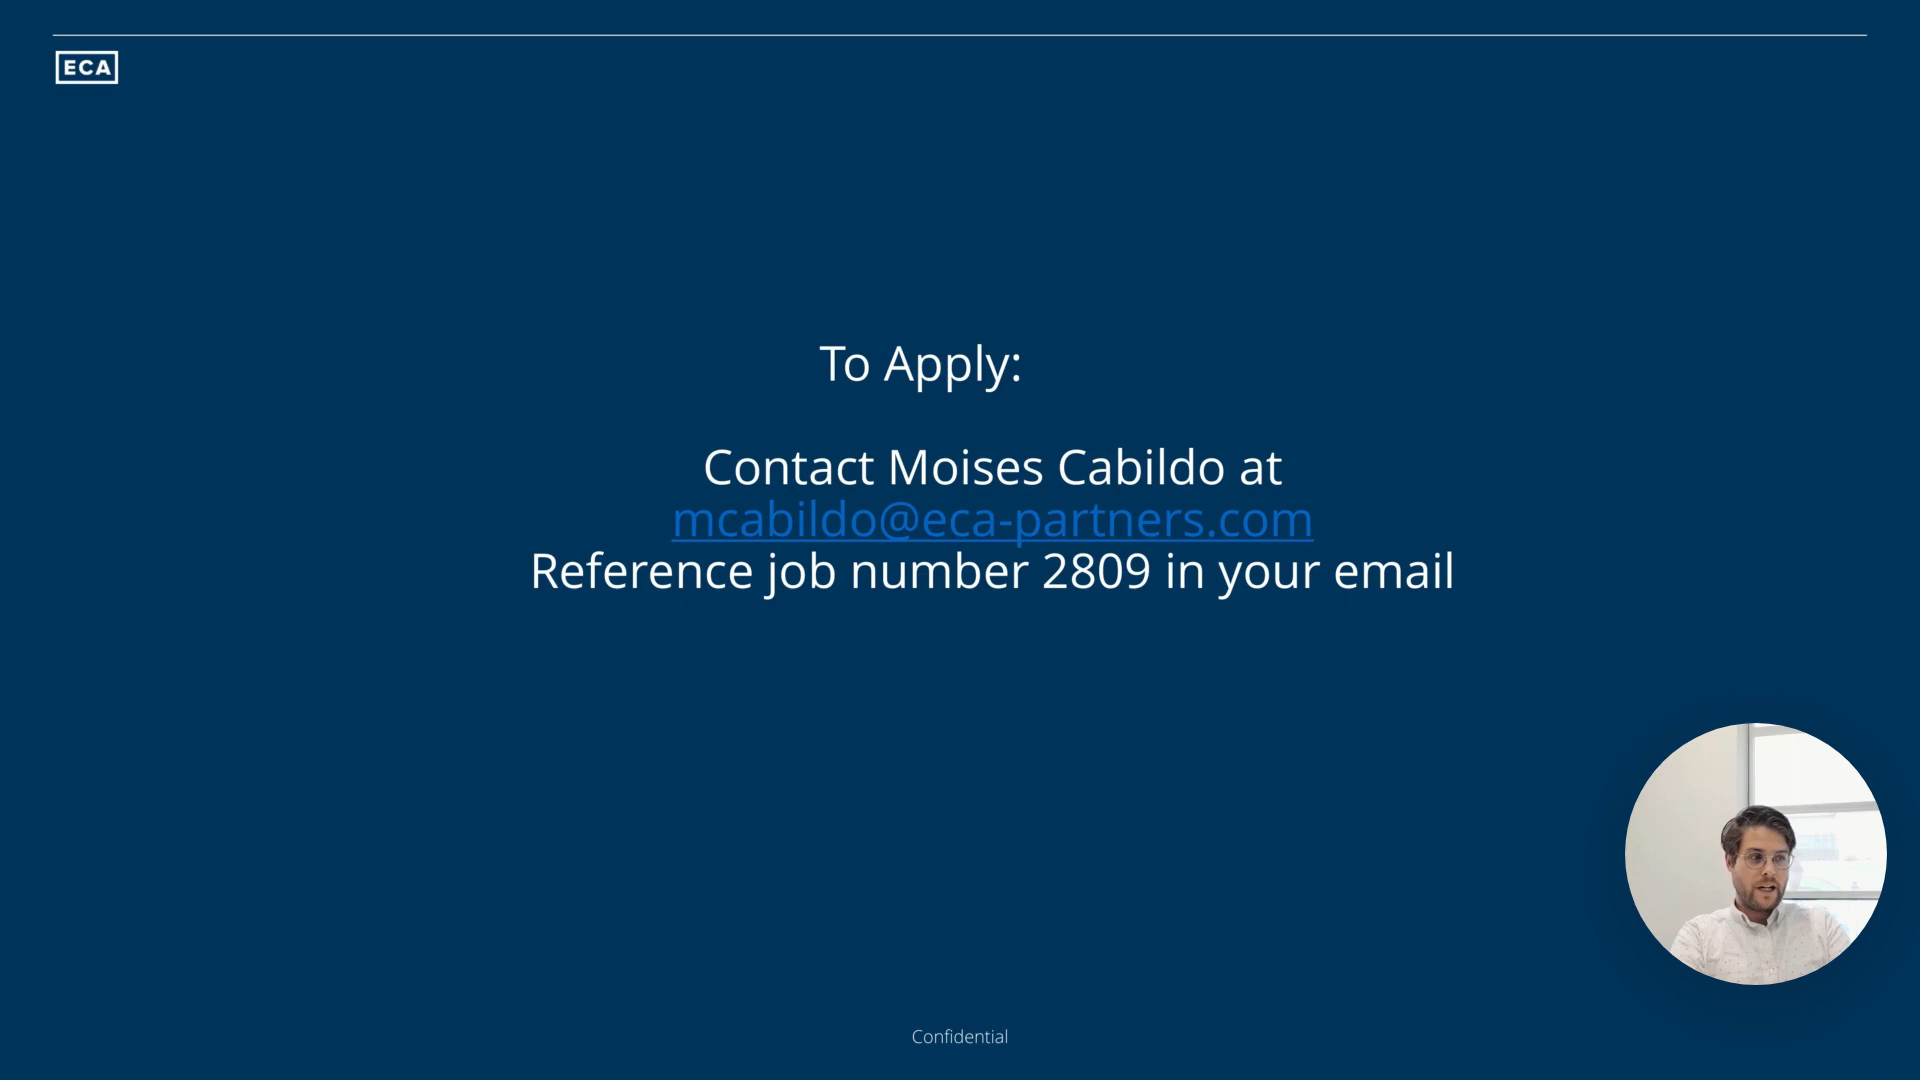 ECA
To Apply:
Contact Moises Cabildo at
mcabildo@eca-partners.com
Reference job number 2809 in your email
Confidential